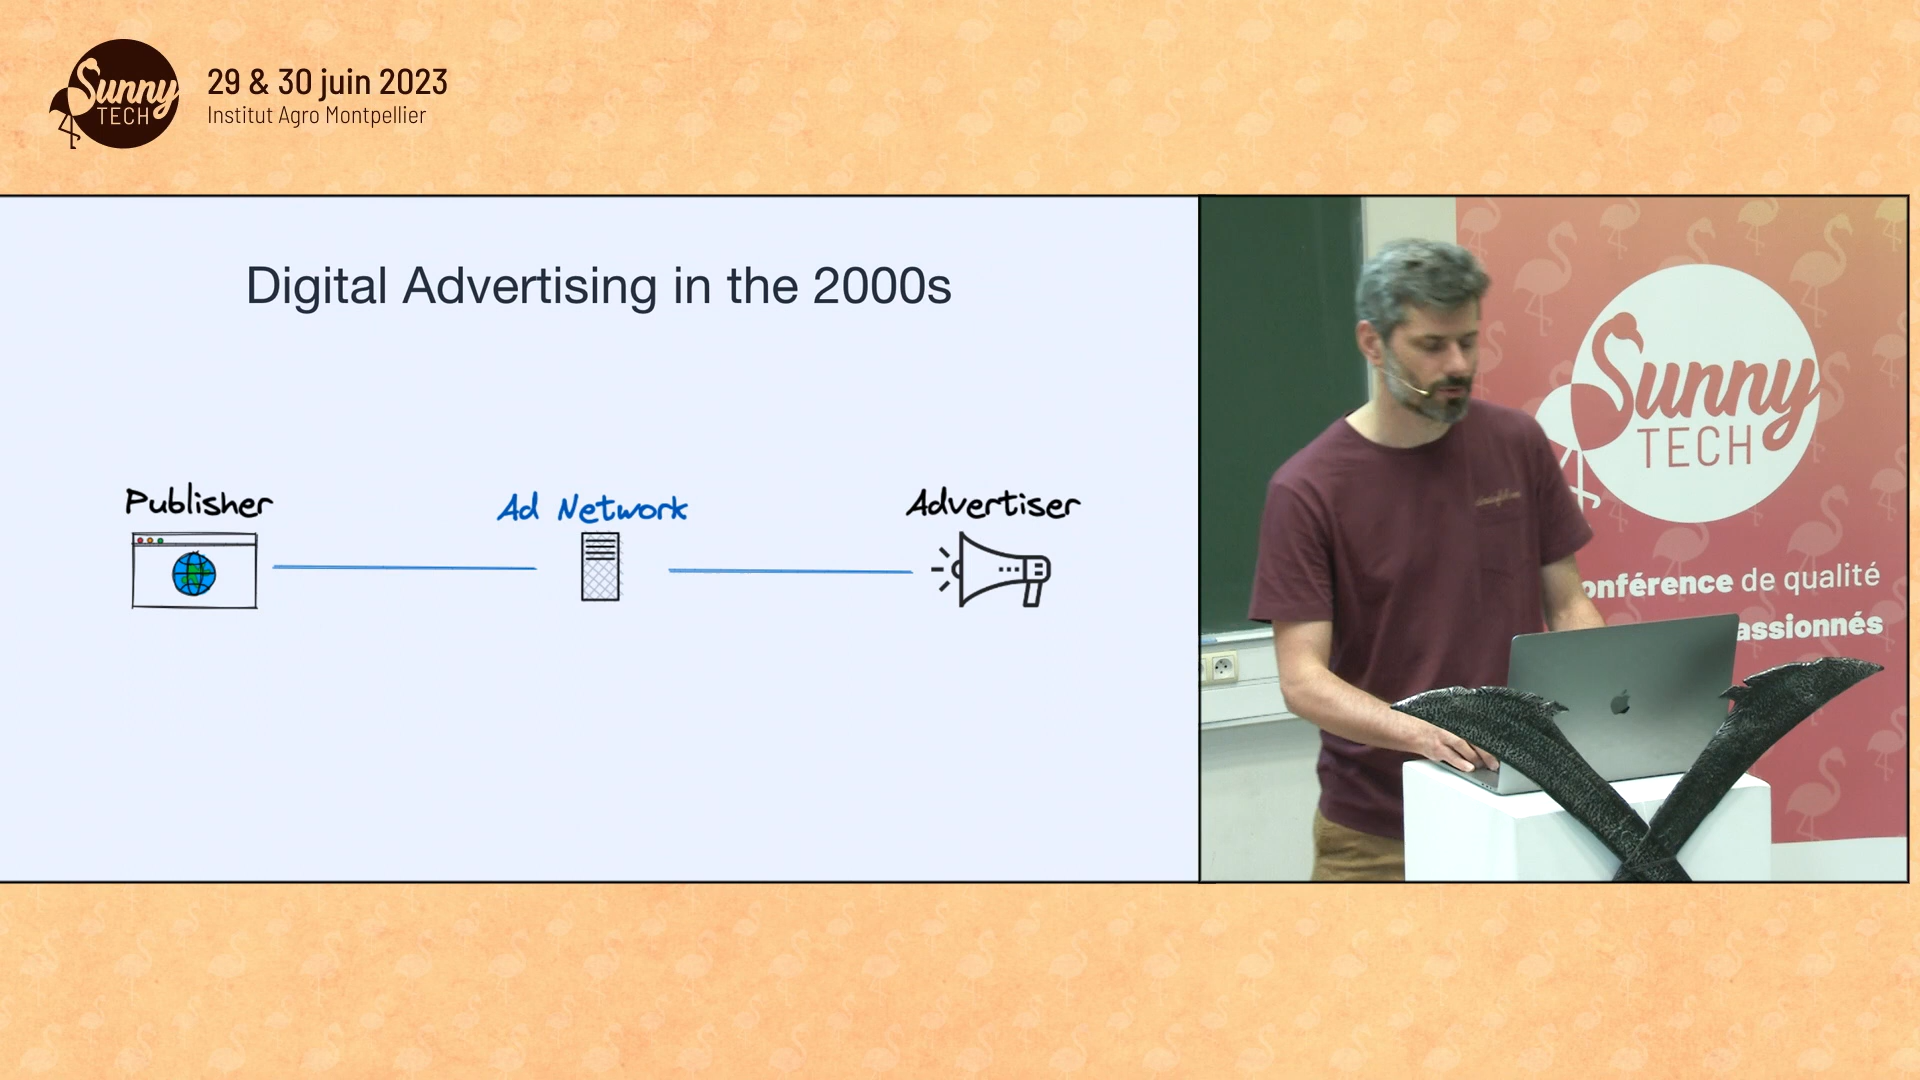 Sunny
TECH
29 & 30 juin 2023
Institut Agro Montpellier
Digital Advertising in the 2000s
Publisher
Ad Network
Advertiser
Sunny
TECH
onférence de qualité
assionnés